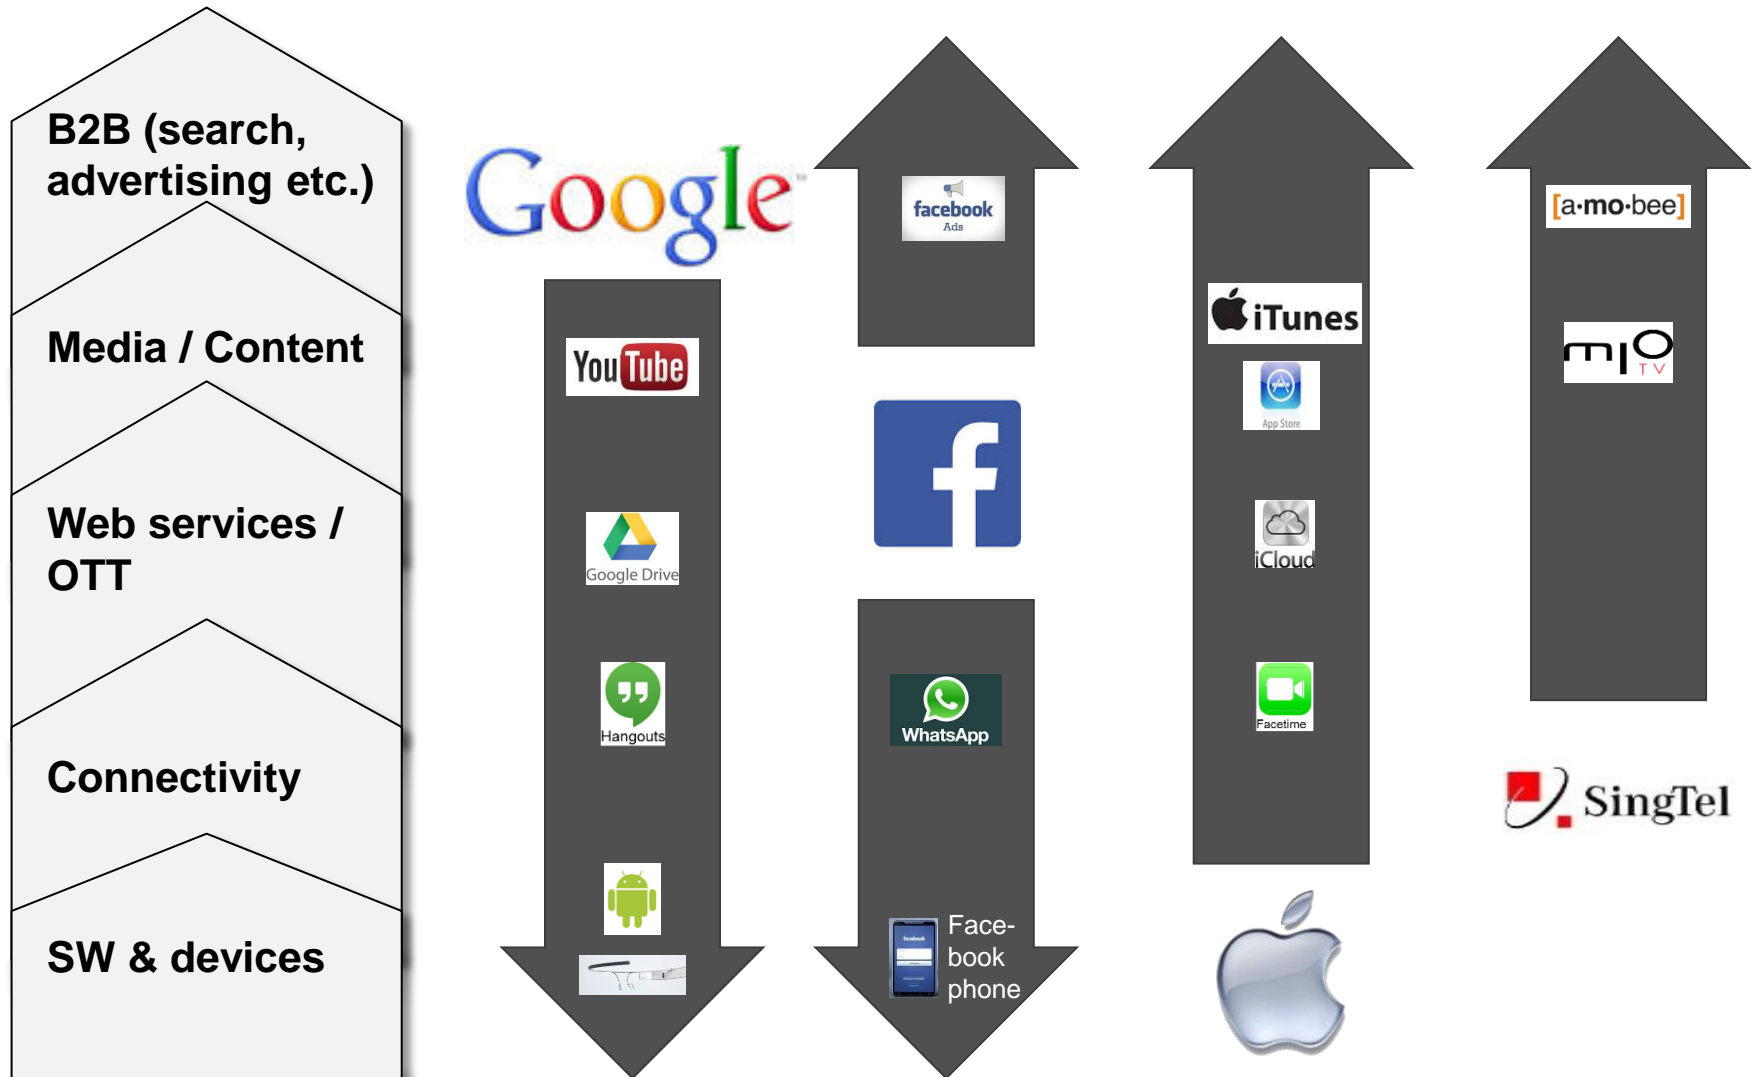 B2B (search,
advertising etc.)
Media / Content
Web services /
OTT
Connectivity
SW & devices
Google
YouTube
Google Drive
Hangouts
facebook
Ads
f
WhatsApp
facebook
Face-
book
phone
iTunes
App Store
iCloud
Facetime
[a•mo•bee]
mio
TV
SingTel